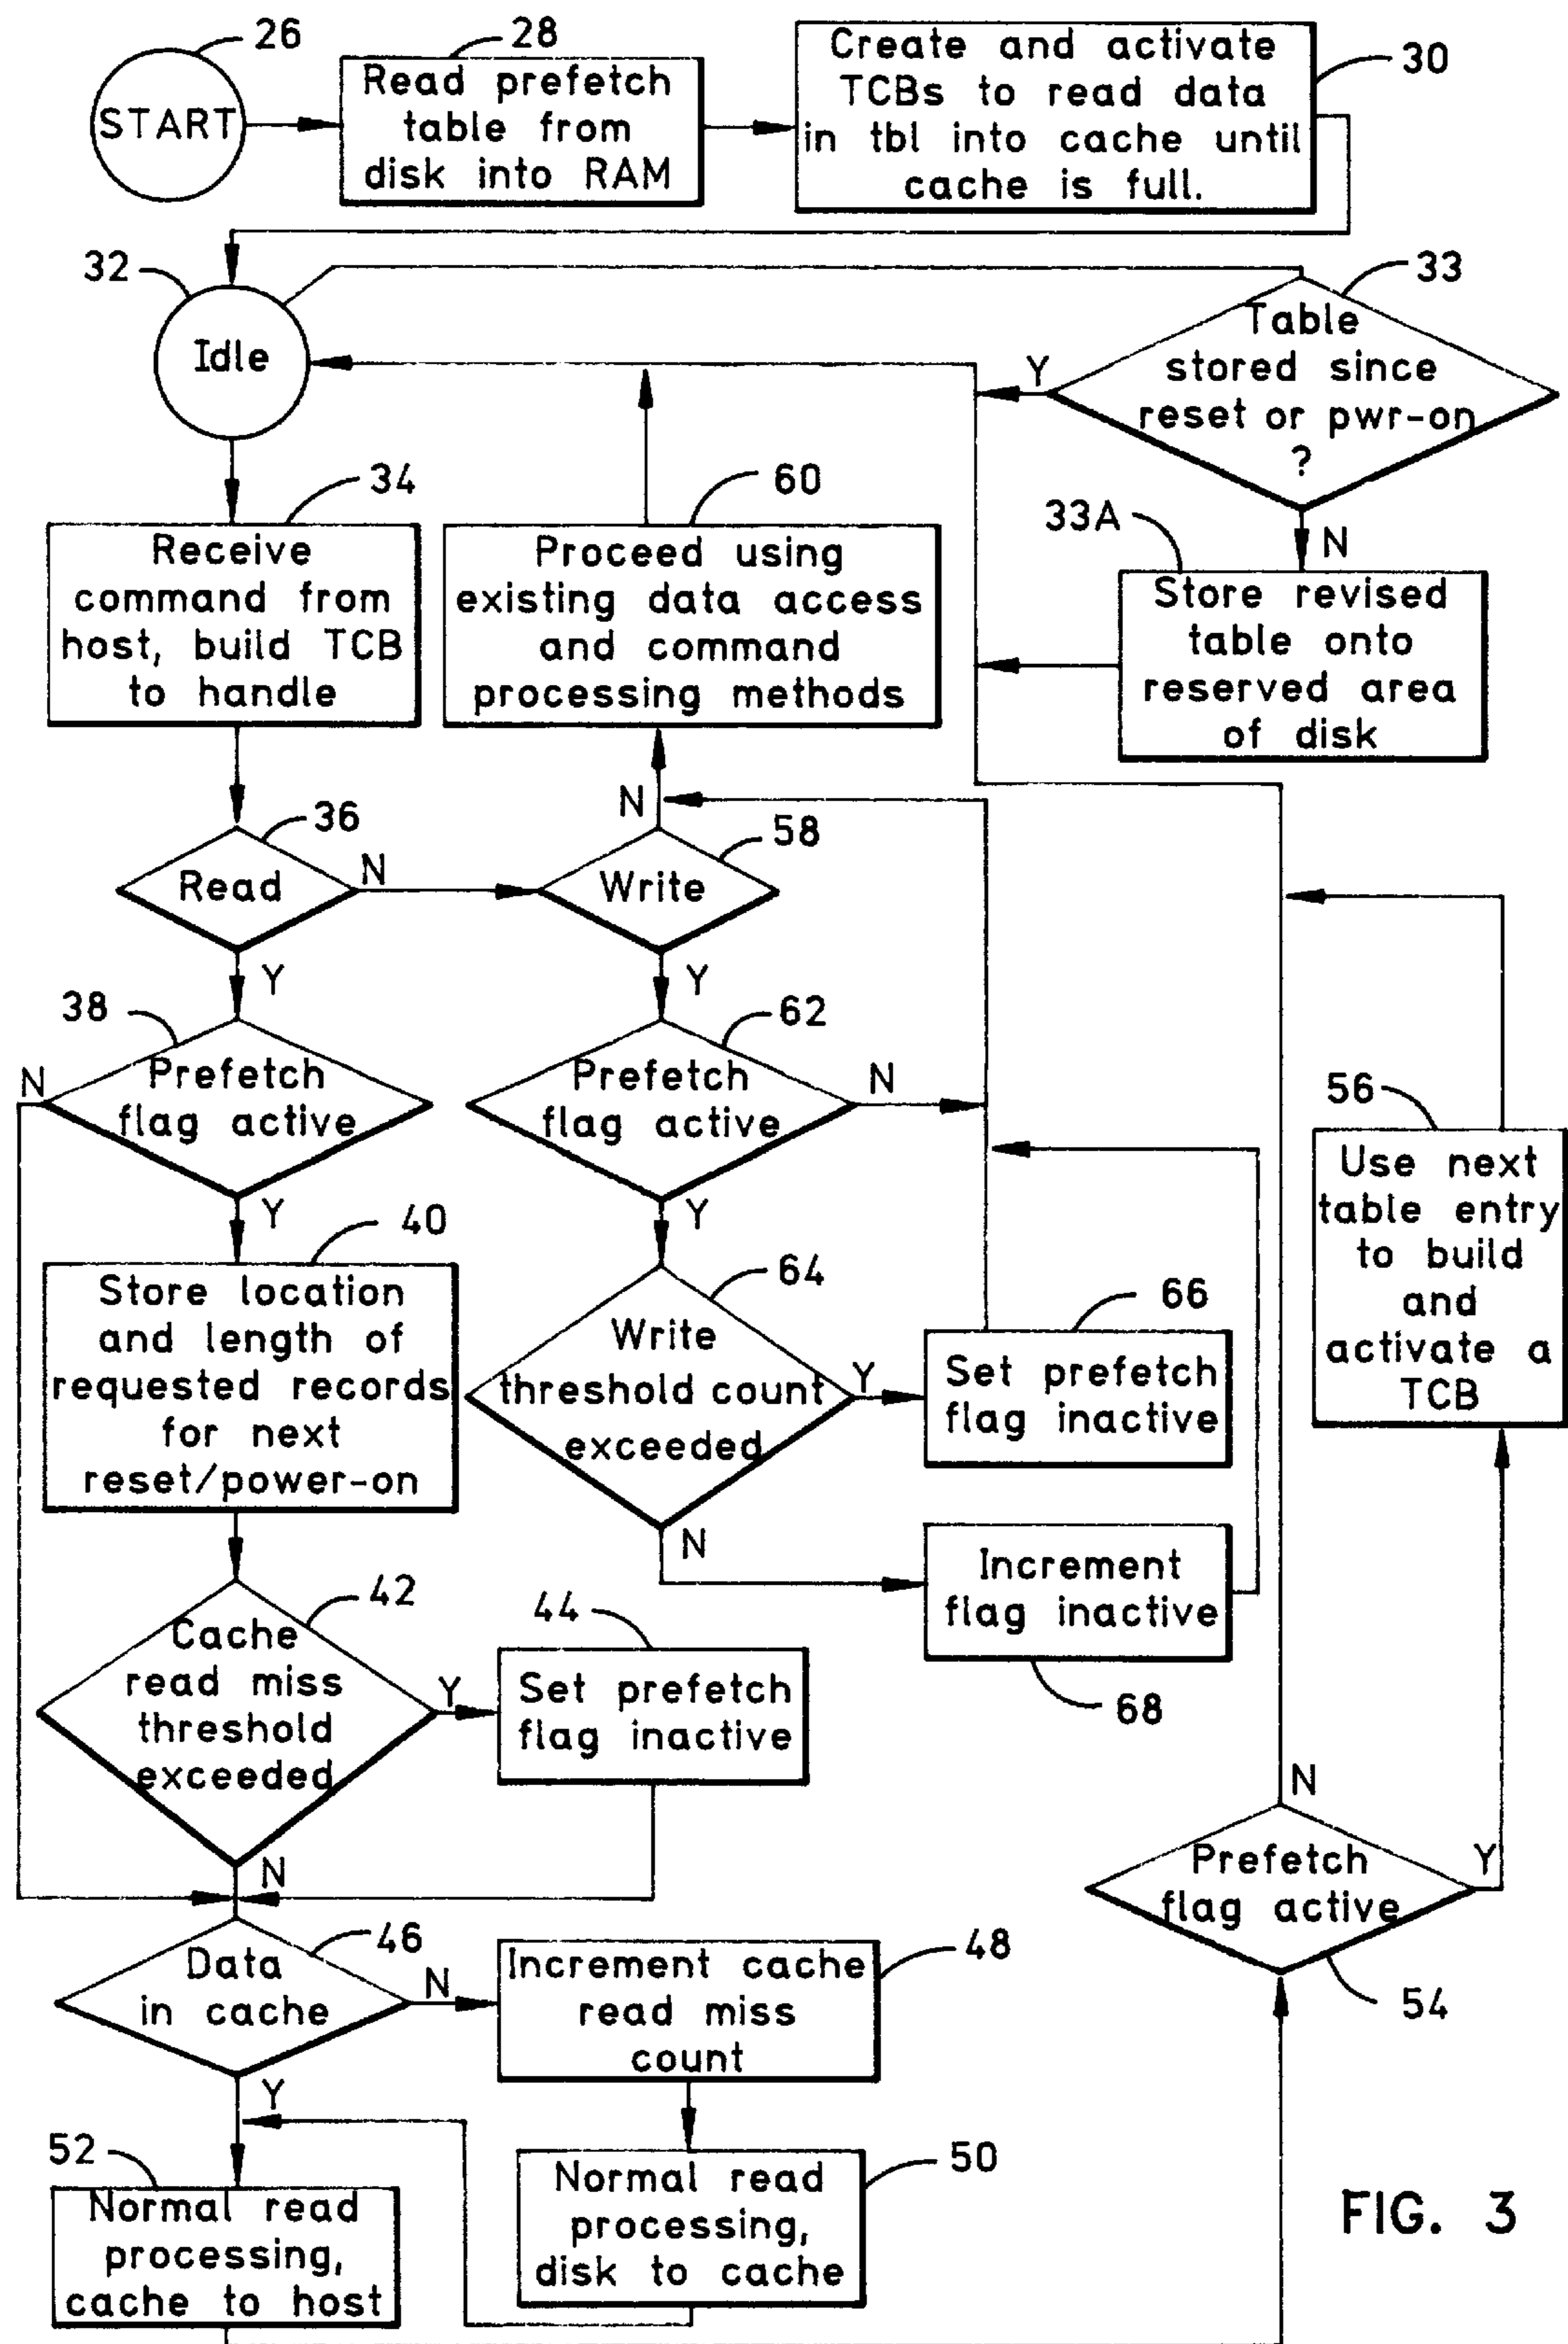 26
28
30
START
Read prefetch
table from
disk into RAM
Create and activate
TCBs to read data
in tbl into cache until
cache is full.
32
Idle
33
Table
stored since
reset or pwr-on
?
Y
N
33A
Store revised
table onto
reserved area
of disk
34
Receive
command from
host, build TCB
to handle
60
Proceed using
existing data access
and command
processing methods
N
36
Read
N
Y
58
Write
Y
38
Prefetch
flag active
N
Y
62
Prefetch
flag active
N
Y
56
Use next
table entry
to build
and
activate a
TCB
40
Store location
and length of
requested records
for next
reset/power-on
64
Write
threshold count
exceeded
Y
N
66
Set prefetch
flag inactive
Increment
flag inactive
68
42
Cache
read miss
threshold
exceeded
Y
N
44
Set prefetch
flag inactive
N
Prefetch
flag active
Y
54
46
Data
in cache
N
Y
48
Increment cache
read miss
count
50
Normal read
processing,
disk to cache
52
Normal read
processing,
cache to host
FIG. 3